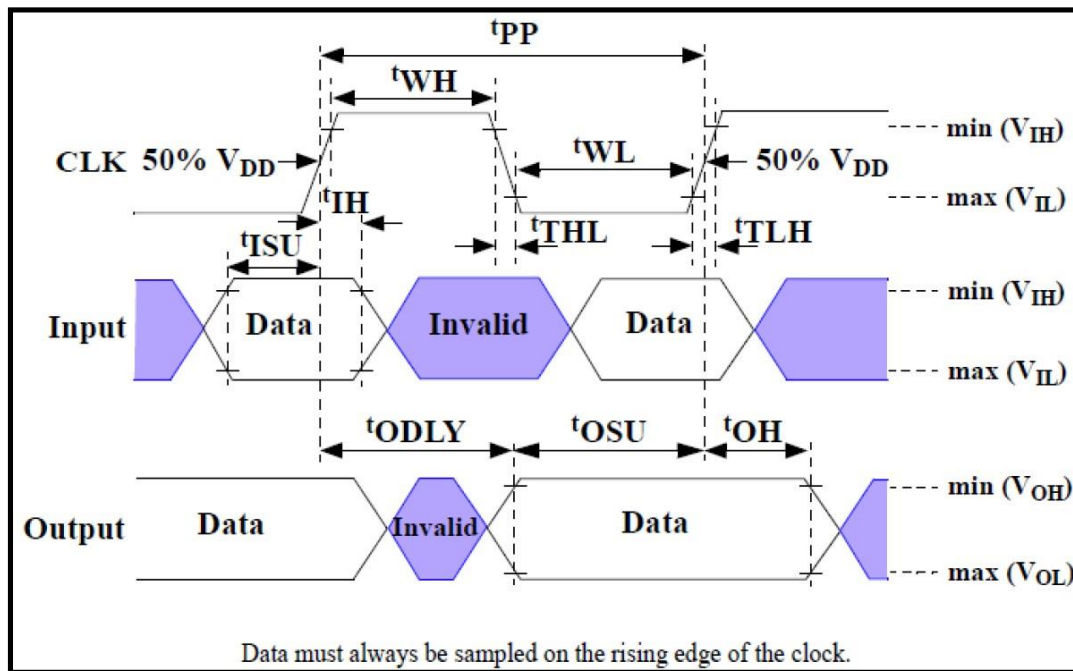 tPP
tWH
min (VIH)
CLK 50% VDD
tWL
50% VDD
tIH
max (VIL)
tTHL
tTLH
tISU
min (VIH)
Input
Data
Invalid
Data
max (VIL)
tODLY
tOSU
tOH
min (VOH)
Output
Data
Invalid
Data
max (VOL)
Data must always be sampled on the rising edge of the clock.